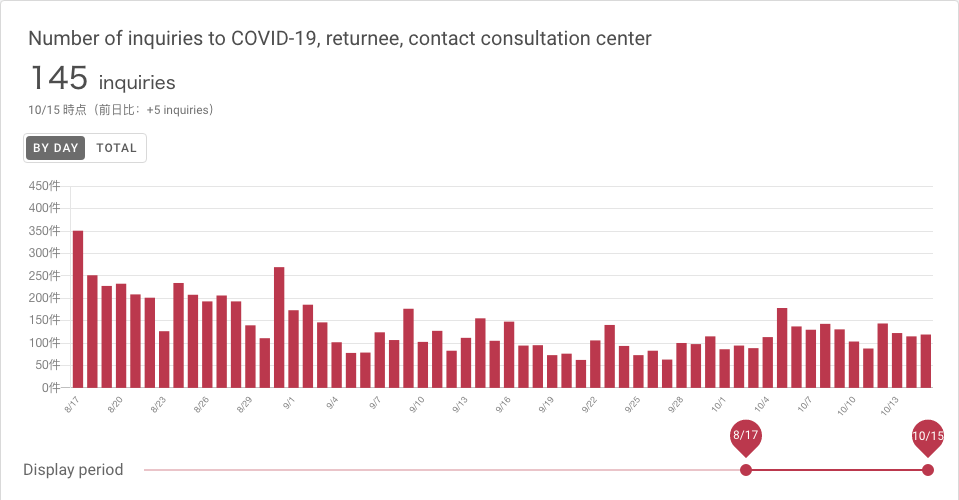 Number of inquiries to COVID-19, returnee, contact consultation center
145 inquiries
10/15 時点（前日比：+5 inquiries）
BY DAY TOTAL
450件
400件
350件
300件
250件
200件
150件
100件
50件
0件
8/17 8/20 8/23 8/26 8/29 9/1 9/4 9/7 9/10 9/13 9/16 9/19 9/22 9/25 9/28 10/1 10/4 10/7 10/10 10/13
8/17 10/15
Display period